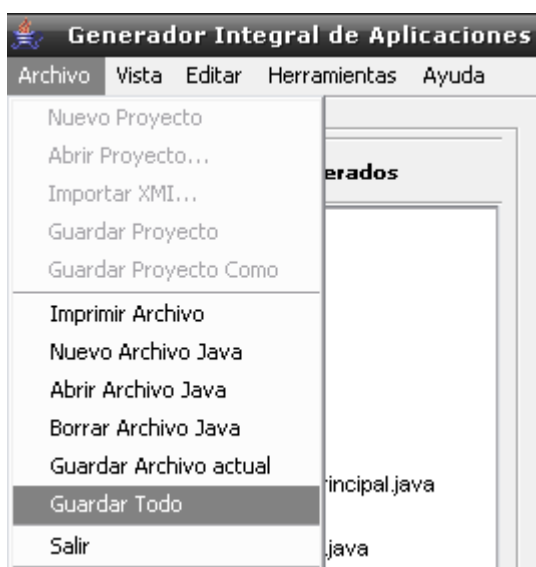 Generador Integral de Aplicaciones
Archivo Vista Editar Herramientas Ayuda
Nuevo Proyecto
Abrir Proyecto...
erados
Importar XMI...
Guardar Proyecto
Guardar Proyecto Como
Imprimir Archivo
Nuevo Archivo Java
Abrir Archivo Java
Borrar Archivo Java
Guardar Archivo actual
rincipal.java
Guardar Todo
Salir
.java